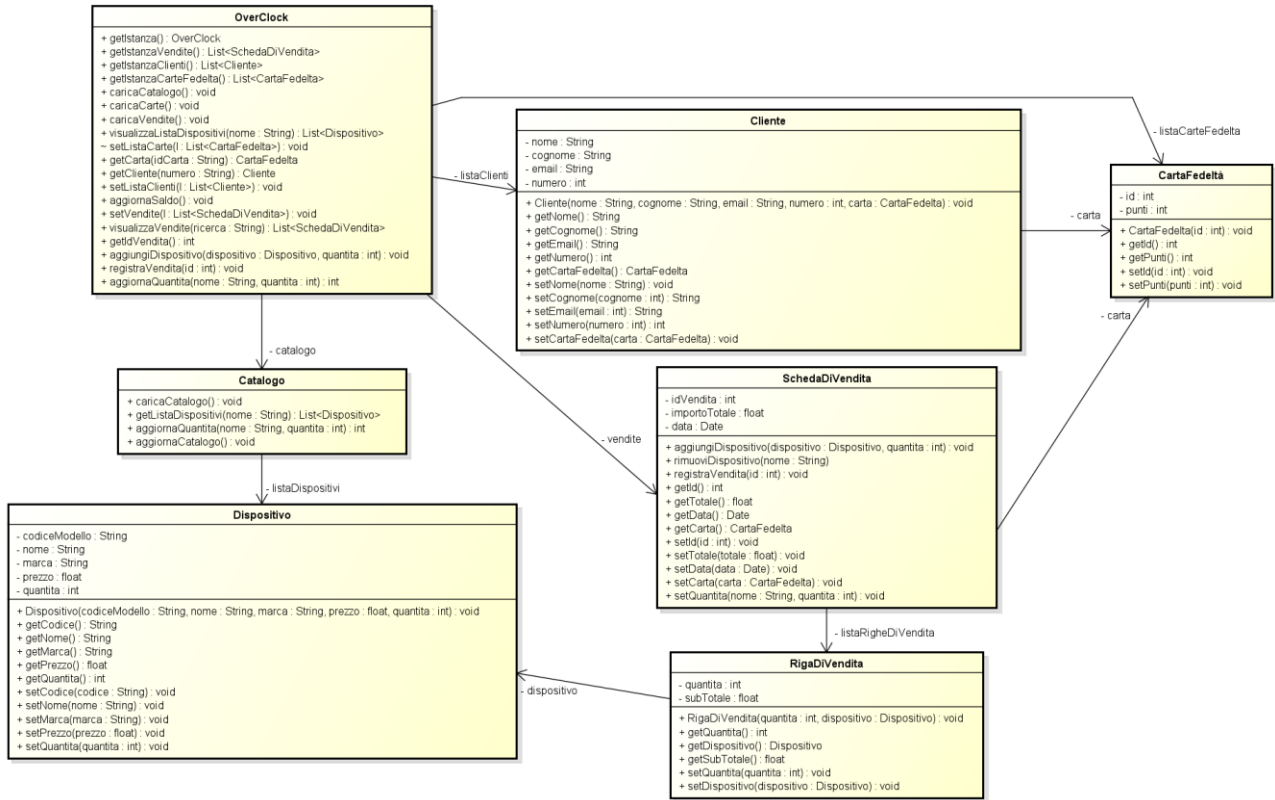 OverClock
+ getIstanza() : OverClock
+ getIstanzaVendite() : List<SchedaDiVendita>
+ getIstanzaClienti() : List<Cliente>
+ getIstanzaCarteFedelta() : List<CartaFedelta>
+ caricaCatalogo() : void
+ caricaCarte() : void
+ caricaVendite() : void
+ visualizzaListaDispositivi(nome : String) : List<Dispositivo>
~ setListaCarte(l : List<CartaFedelta>) : void
+ getCarta(idCarta : String) : CartaFedelta
+ getCliente(numero : String) : Cliente
+ setListaClienti(l : List<Cliente>) : void
+ aggiornaSaldo() : void
+ setVendite(l : List<SchedaDiVendita>) : void
+ visualizzaVendite(ricerca : String) : List<SchedaDiVendita>
+ getIdVendita() : int
+ aggiungiDispositivo(dispositivo : Dispositivo, quantita : int) : void
+ registraVendita(id : int) : void
+ aggiornaQuantita(nome : String, quantita : int) : int
- listaClienti
Cliente
- nome : String
- cognome : String
- email : String
- numero : int
+ Cliente(nome : String, cognome : String, email : String, numero : int, carta : CartaFedelta) : void
+ getNome() : String
+ getCognome() : String
+ getEmail() : String
+ getNumero() : int
+ getCartaFedelta() : CartaFedelta
+ setNome(nome : String) : void
+ setCognome(cognome : int) : String
+ setEmail(email : int) : String
+ setNumero(numero : int) : int
+ setCartaFedelta(carta : CartaFedelta) : void
- listaCarteFedelta
- carta
CartaFedeltà
- id : int
- punti : int
+ CartaFedelta(id : int) : void
+ getId() : int
+ getPunti() : int
+ setId(id : int) : void
+ setPunti(punti : int) : void
- carta
- catalogo
Catalogo
+ caricaCatalogo() : void
+ getListaDispositivi(nome : String) : List<Dispositivo>
+ aggiornaQuantita(nome : String, quantita : int) : int
+ aggiornaCatalogo() : void
- vendite
SchedaDiVendita
- idVendita : int
- importoTotale : float
- data : Date
+ aggiungiDispositivo(dispositivo : Dispositivo, quantita : int) : void
+ rimuoviDispositivo(nome : String)
+ registraVendita(id : int) : void
+ getId() : int
+ getTotale() : float
+ getData() : Date
+ getCarta() : CartaFedelta
+ setId(id : int) : void
+ setTotale(totale : float) : void
+ setData(data : Date) : void
+ setCarta(carta : CartaFedelta) : void
+ setQuantita(nome : String, quantita : int) : void
- listaDispositivi
Dispositivo
- codiceModello : String
- nome : String
- marca : String
- prezzo : float
- quantita : int
+ Dispositivo(codiceModello : String, nome : String, marca : String, prezzo : float, quantita : int) : void
+ getCodice() : String
+ getNome() : String
+ getMarca() : String
+ getPrezzo() : float
+ getQuantita() : int
+ setCodice(codice : String) : void
+ setNome(nome : String) : void
+ setMarca(marca : String) : void
+ setPrezzo(prezzo : float) : void
+ setQuantita(quantita : int) : void
- dispositivo
- listaRigheDiVendita
RigaDiVendita
- quantita : int
- subTotale : float
+ RigaDiVendita(quantita : int, dispositivo : Dispositivo) : void
+ getQuantita() : int
+ getDispositivo() : Dispositivo
+ getSubTotale() : float
+ setQuantita(quantita : int) : void
+ setDispositivo(dispositivo : Dispositivo) : void